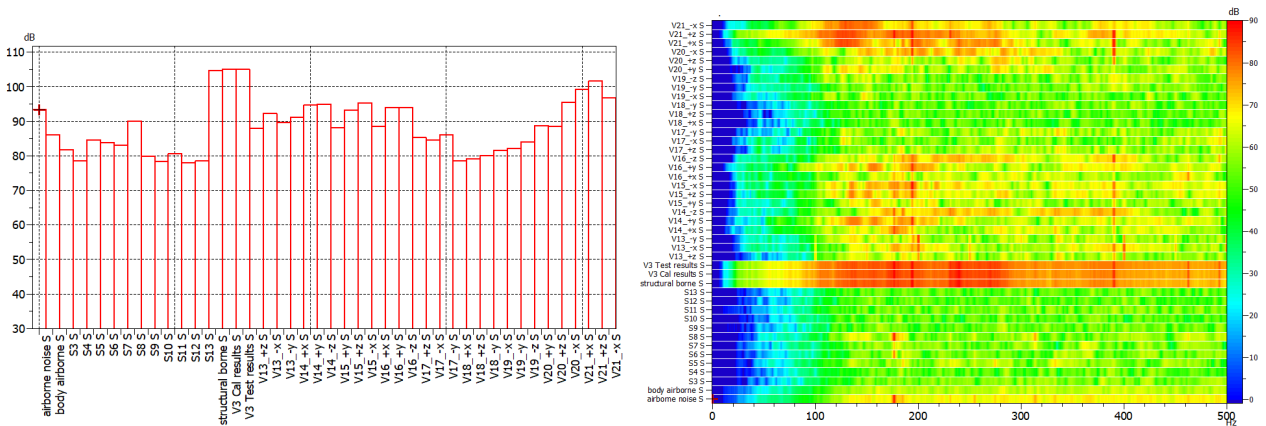 dB
110
100
90
80
70
60
50
40
30
airborne noise S
body airborne S
S3 S
S4 S
S5 S
S6 S
S7 S
S8 S
S9 S
S10 S
S11 S
S12 S
S13 S
structural borne S
V3 Cal results S
V3 Test results S
V13_+z S
V13_-x S
V13_-y S
V14_+x S
V14_+y S
V14_-z S
V15_+y S
V15_+z S
V15_-x S
V16_+x S
V16_+y S
V16_-z S
V17_+z S
V17_-x S
V17_-y S
V18_+x S
V18_+z S
V18_-y S
V19_-x S
V19_-y S
V19_-z S
V20_+y S
V20_+z S
V20_-x S
V21_+x S
V21_+z S
V21_-x S
V21_-x S
V21_+z S
V21_+x S
V20_-x S
V20_+z S
V20_+y S
V19_-z S
V19_-y S
V19_-x S
V18_-y S
V18_+z S
V18_+x S
V17_-y S
V17_-x S
V17_+z S
V16_-z S
V16_+y S
V16_+x S
V15_-x S
V15_+z S
V15_+y S
V14_-z S
V14_+y S
V14_+x S
V13_-y S
V13_-x S
V13_+z S
V3 Test results S
V3 Cal results S
structural borne S
S13 S
S12 S
S11 S
S10 S
S9 S
S8 S
S7 S
S6 S
S5 S
S4 S
S3 S
body airborne S
airborne noise S
0
100
200
300
400
500
Hz
dB
90
80
70
60
50
40
30
20
10
0